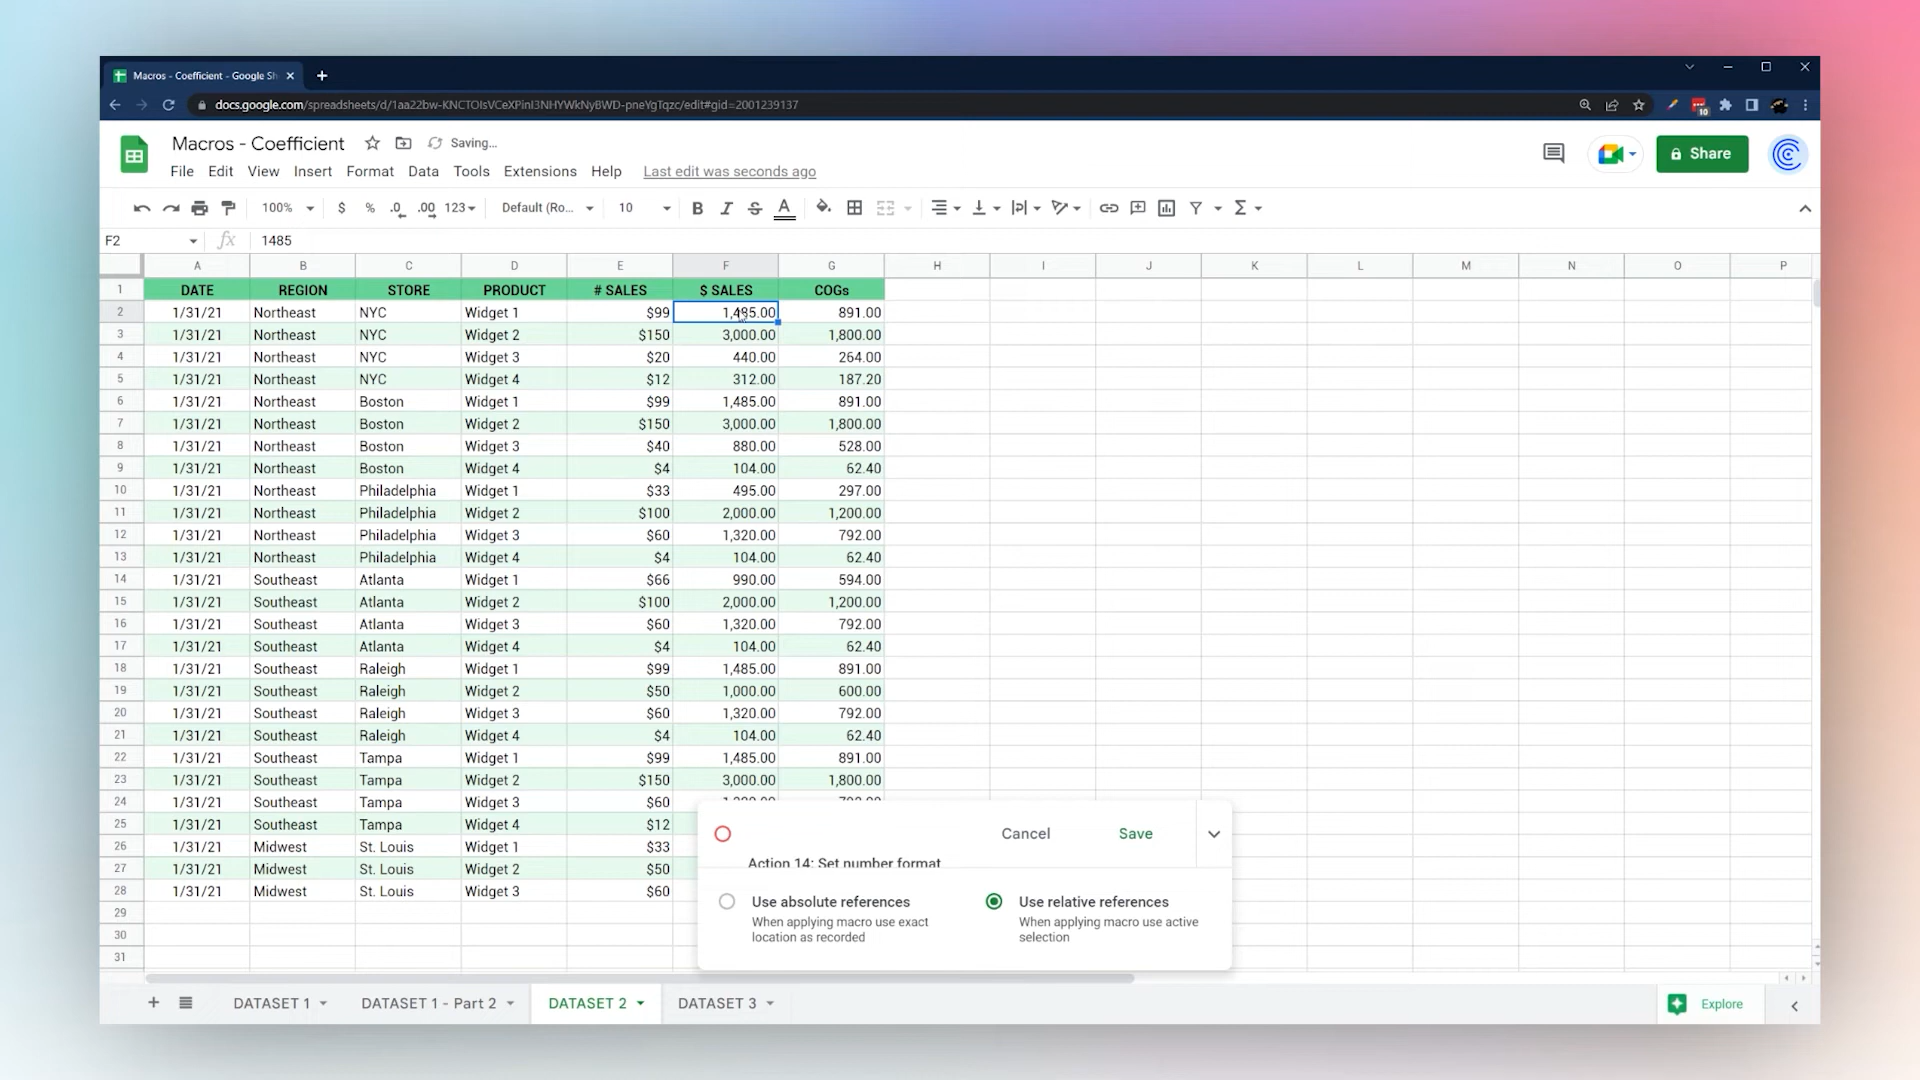 Macros - Coefficient - Google Sh
docs.google.com/spreadsheets/d/1aa22bw-KNCTOIsVCeXPinI3NHYWkNyBWD-pneYgTqzc/edit#gid=2001239137
10
Macros - Coefficient Saving...
File Edit View Insert Format Data Tools Extensions Help Last edit was seconds ago
Share
100% $ % .0 .00 123 Default (Ro... 10 B I S A Σ
F2 fx 1485
A B C D E F G H I J K L M N O P
1 DATE REGION STORE PRODUCT # SALES $ SALES COGs
2 1/31/21 Northeast NYC Widget 1 $99 1,485.00 891.00
3 1/31/21 Northeast NYC Widget 2 $150 3,000.00 1,800.00
4 1/31/21 Northeast NYC Widget 3 $20 440.00 264.00
5 1/31/21 Northeast NYC Widget 4 $12 312.00 187.20
6 1/31/21 Northeast Boston Widget 1 $99 1,485.00 891.00
7 1/31/21 Northeast Boston Widget 2 $150 3,000.00 1,800.00
8 1/31/21 Northeast Boston Widget 3 $40 880.00 528.00
9 1/31/21 Northeast Boston Widget 4 $4 104.00 62.40
10 1/31/21 Northeast Philadelphia Widget 1 $33 495.00 297.00
11 1/31/21 Northeast Philadelphia Widget 2 $100 2,000.00 1,200.00
12 1/31/21 Northeast Philadelphia Widget 3 $60 1,320.00 792.00
13 1/31/21 Northeast Philadelphia Widget 4 $4 104.00 62.40
14 1/31/21 Southeast Atlanta Widget 1 $66 990.00 594.00
15 1/31/21 Southeast Atlanta Widget 2 $100 2,000.00 1,200.00
16 1/31/21 Southeast Atlanta Widget 3 $60 1,320.00 792.00
17 1/31/21 Southeast Atlanta Widget 4 $4 104.00 62.40
18 1/31/21 Southeast Raleigh Widget 1 $99 1,485.00 891.00
19 1/31/21 Southeast Raleigh Widget 2 $50 1,000.00 600.00
20 1/31/21 Southeast Raleigh Widget 3 $60 1,320.00 792.00
21 1/31/21 Southeast Raleigh Widget 4 $4 104.00 62.40
22 1/31/21 Southeast Tampa Widget 1 $99 1,485.00 891.00
23 1/31/21 Southeast Tampa Widget 2 $150 3,000.00 1,800.00
24 1/31/21 Southeast Tampa Widget 3 $60
25 1/31/21 Southeast Tampa Widget 4 $12
26 1/31/21 Midwest St. Louis Widget 1 $33
27 1/31/21 Midwest St. Louis Widget 2 $50
28 1/31/21 Midwest St. Louis Widget 3 $60
29
30
31
Cancel Save
Action 14: Set number format
Use absolute references
When applying macro use exact
location as recorded
Use relative references
When applying macro use active
selection
DATASET 1 DATASET 1 - Part 2 DATASET 2 DATASET 3 Explore